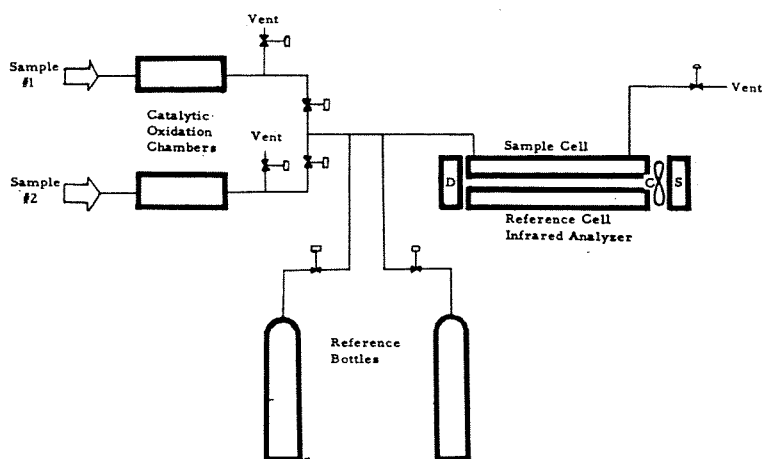 Vent
Sample
#1
Catalytic
Oxidation
Chambers
Vent
Sample
#2
Vent
Sample Cell
D
C
S
Reference Cell
Infrared Analyzer
Reference
Bottles